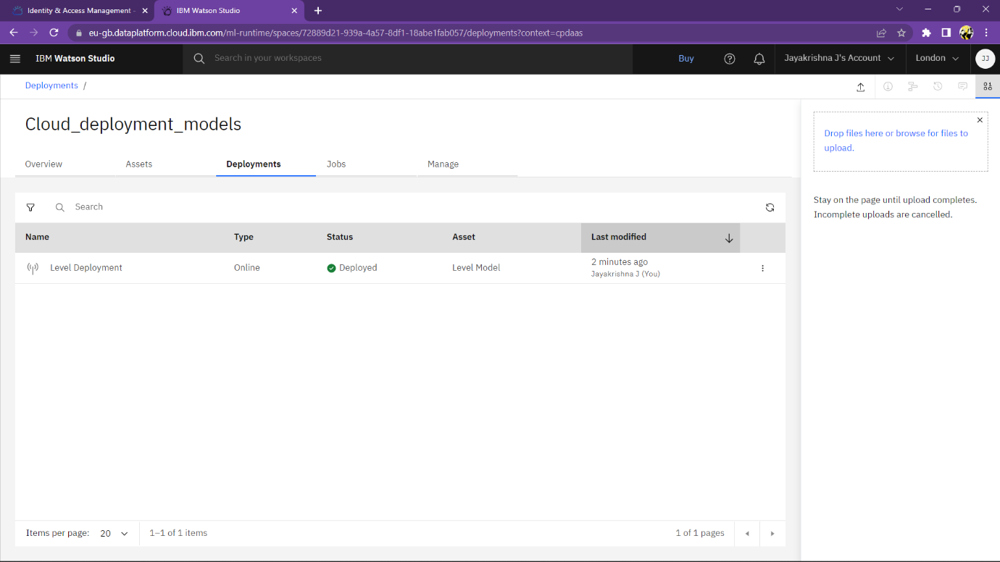 Identity & Access Management -
IBM Watson Studio
eu-gb.dataplatform.cloud.ibm.com/ml-runtime/spaces/72889d21-939a-4a57-8df1-18abe1fab057/deployments?context=cpdaas
IBM Watson Studio
Search in your workspaces
Buy
Jayakrishna J's Account
London
JJ
Deployments /
Cloud_deployment_models
Overview
Assets
Deployments
Jobs
Manage
Drop files here or browse for files to
upload.
Stay on the page until upload completes.
Incomplete uploads are cancelled.
Search
Name Type Status Asset Last modified
Level Deployment Online Deployed Level Model 2 minutes ago
Jayakrishna J (You)
Items per page: 20 1–1 of 1 items 1 of 1 pages